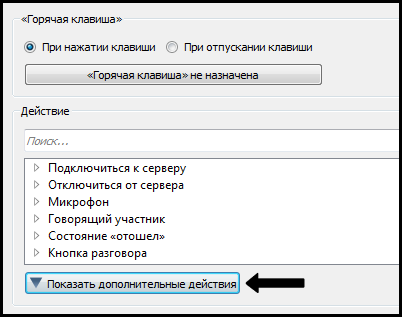 «Горячая клавиша»
При нажатии клавиши При отпускании клавиши
«Горячая клавиша» не назначена
Действие
Поиск...
Подключиться к серверу
Отключиться от сервера
Микрофон
Говорящий участник
Состояние «отошел»
Кнопка разговора
Показать дополнительные действия